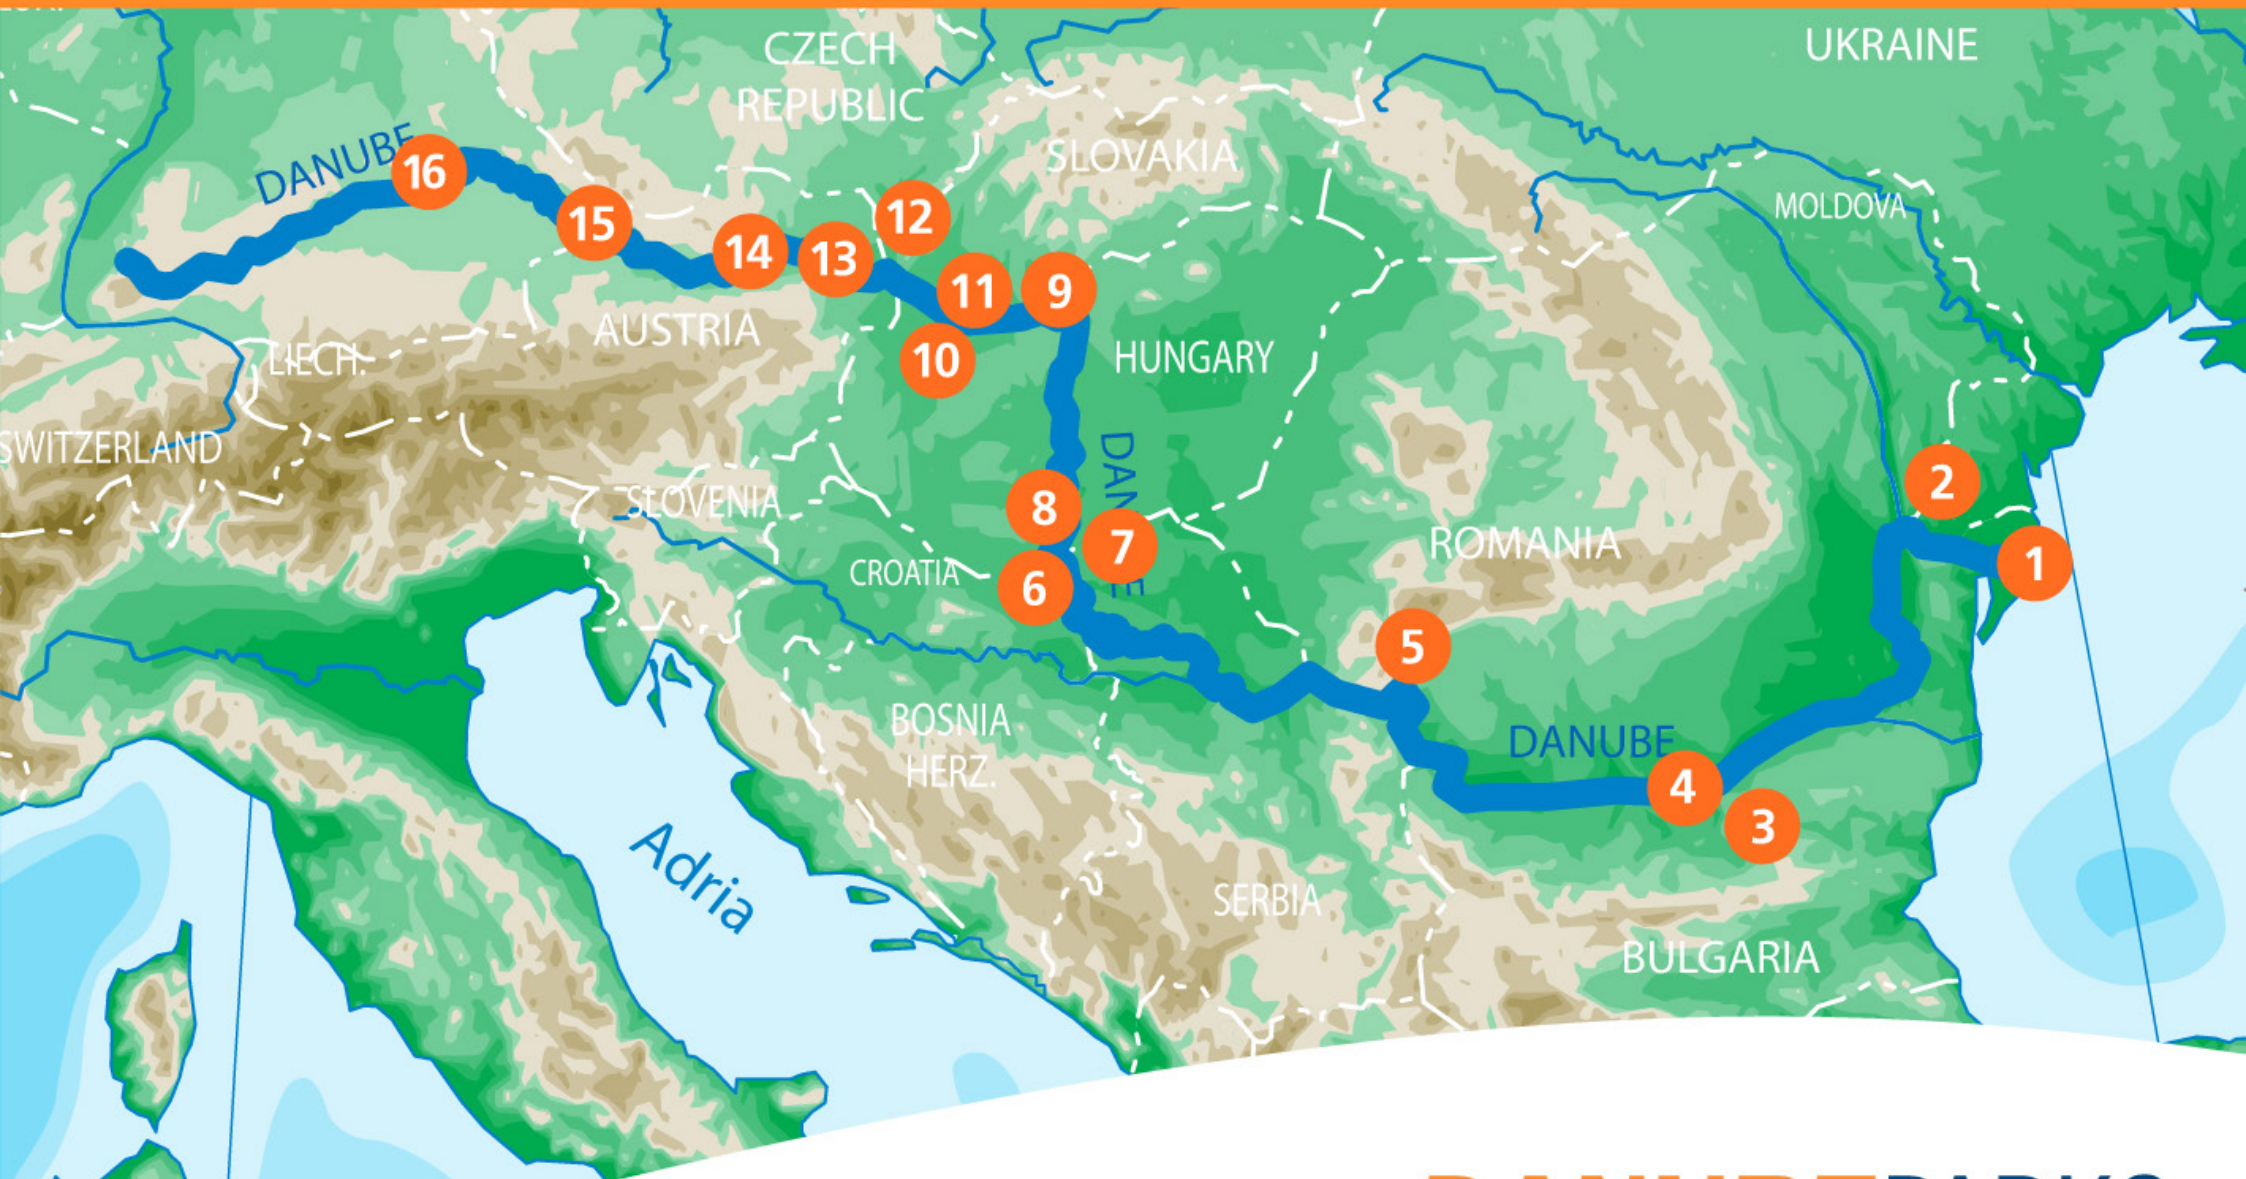 CZECH
REPUBLIC
UKRAINE
SLOVAKIA
DANUBE
16
15
14
13
12
11
9
10
MOLDOVA
AUSTRIA
LIECH.
HUNGARY
SWITZERLAND
SLOVENIA
8
7
6
CROATIA
ROMANIA
2
1
5
BOSNIA
HERZ.
DANUBE
4
3
Adria
SERBIA
BULGARIA